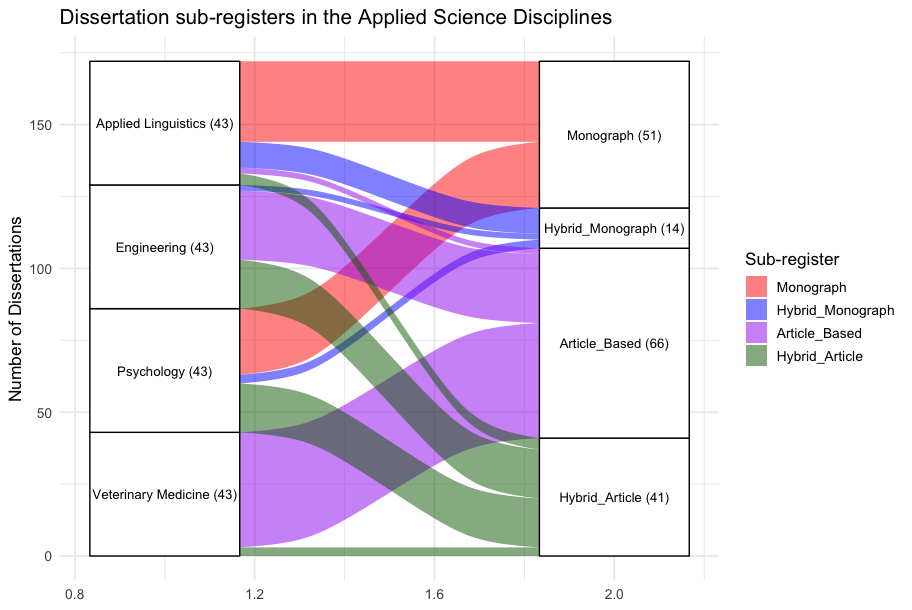 Dissertation sub-registers in the Applied Science Disciplines
Number of Dissertations
150
100
50
0
0.8
1.2
1.6
2.0
Applied Linguistics (43)
Engineering (43)
Psychology (43)
Veterinary Medicine (43)
Monograph (51)
Hybrid_Monograph (14)
Article_Based (66)
Hybrid_Article (41)
Sub-register
Monograph
Hybrid_Monograph
Article_Based
Hybrid_Article